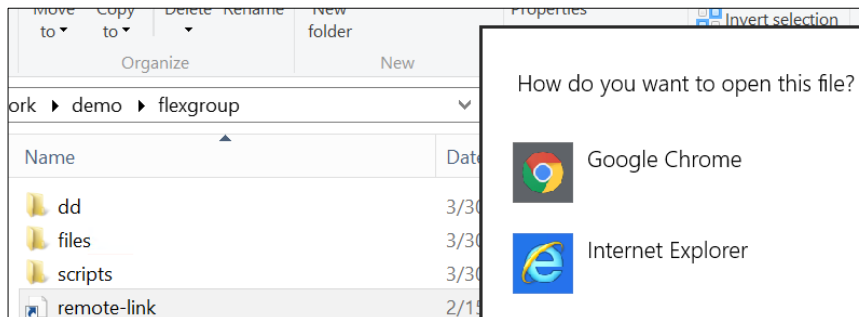 Move Copy Delete Rename New Properties Invert selection
to to folder
Organize New
ork demo flexgroup
Name Date
dd 3/30
files 3/30
scripts 3/30
remote-link 2/15
How do you want to open this file?
Google Chrome
Internet Explorer